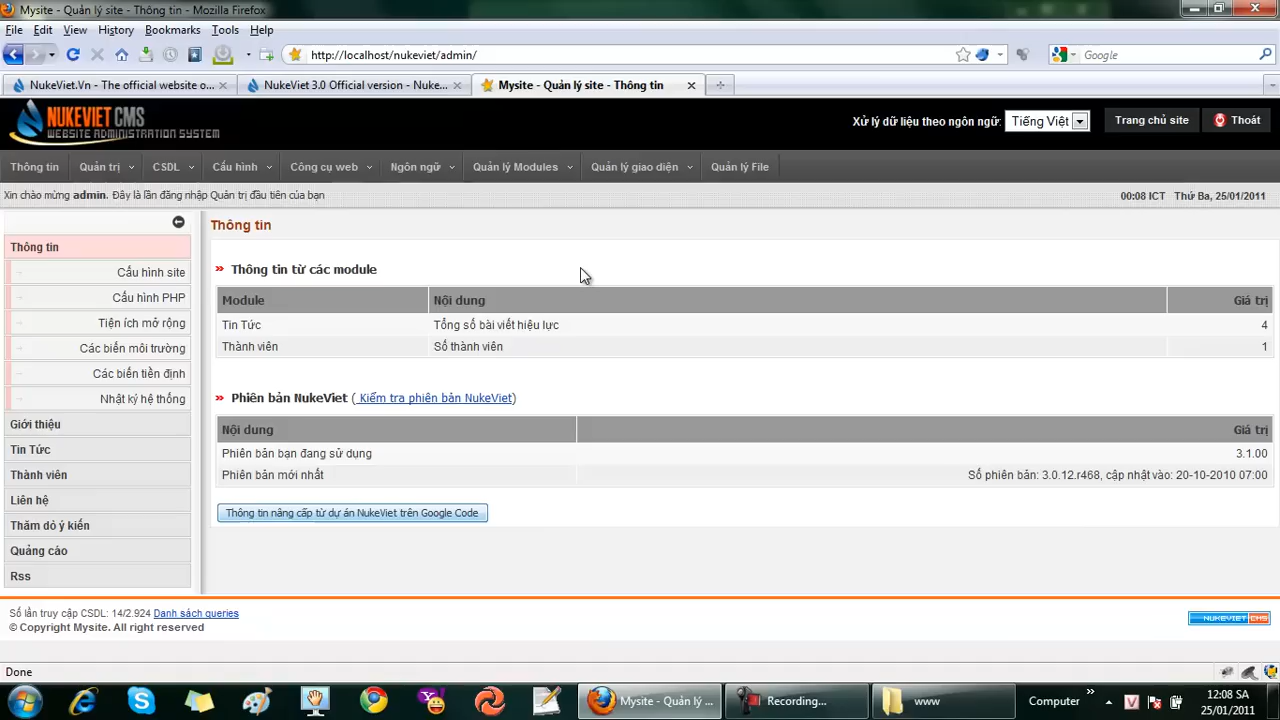 Mysite - Quản lý site - Thông tin - Mozilla Firefox
File Edit View History Bookmarks Tools Help
http://localhost/nukeviet/admin/
Google
NukeViet.Vn - The official website o...
NukeViet 3.0 Official version - Nuke...
Mysite - Quản lý site - Thông tin
NUKEVIET CMS
WEBSITE ADMINISTRATION SYSTEM
Xử lý dữ liệu theo ngôn ngữ: Tiếng Việt
Trang chủ site
Thoát
Thông tin Quản trị CSDL Cấu hình Công cụ web Ngôn ngữ Quản lý Modules Quản lý giao diện Quản lý File
Xin chào mừng admin. Đây là lần đăng nhập Quản trị đầu tiên của bạn
00:08 ICT Thứ Ba, 25/01/2011
Thông tin
Cấu hình site
Cấu hình PHP
Tiện ích mở rộng
Các biến môi trường
Các biến tiền định
Nhật ký hệ thống
Giới thiệu
Tin Tức
Thành viên
Liên hệ
Thăm dò ý kiến
Quảng cáo
Rss
Thông tin
Thông tin từ các module
Module Nội dung Giá trị
Tin Tức Tổng số bài viết hiệu lực 4
Thành viên Số thành viên 1
Phiên bản NukeViet ( Kiểm tra phiên bản NukeViet)
Nội dung Giá trị
Phiên bản bạn đang sử dụng 3.1.00
Phiên bản mới nhất Số phiên bản: 3.0.12.r468, cập nhật vào: 20-10-2010 07:00
Thông tin nâng cấp từ dự án NukeViet trên Google Code
Số lần truy cập CSDL: 14/2.924 Danh sách queries
© Copyright Mysite. All right reserved
NUKEVIET CMS
Done
Mysite - Quản lý ...
Recording...
www
Computer
12:08 SA
25/01/2011